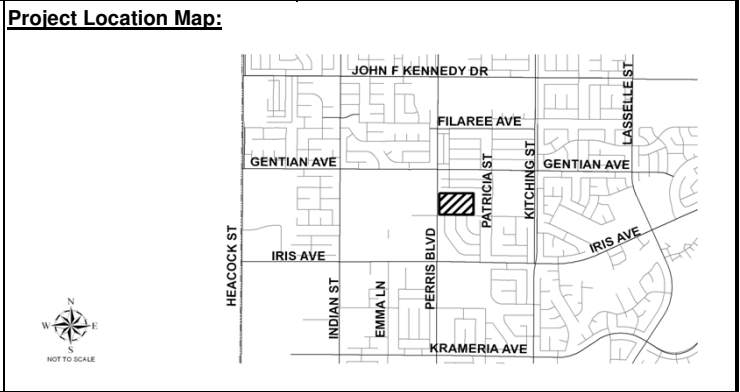 Project Location Map:
JOHN F KENNEDY DR
LASSELLE ST
FILAREE AVE
GENTIAN AVE
PATRICIA ST
KITCHING ST
GENTIAN AVE
HEACOCK ST
IRIS AVE
INDIAN ST
EMMA LN
PERRIS BLVD
IRIS AVE
KRAMERIA AVE
N
W
E
S
NOT TO SCALE